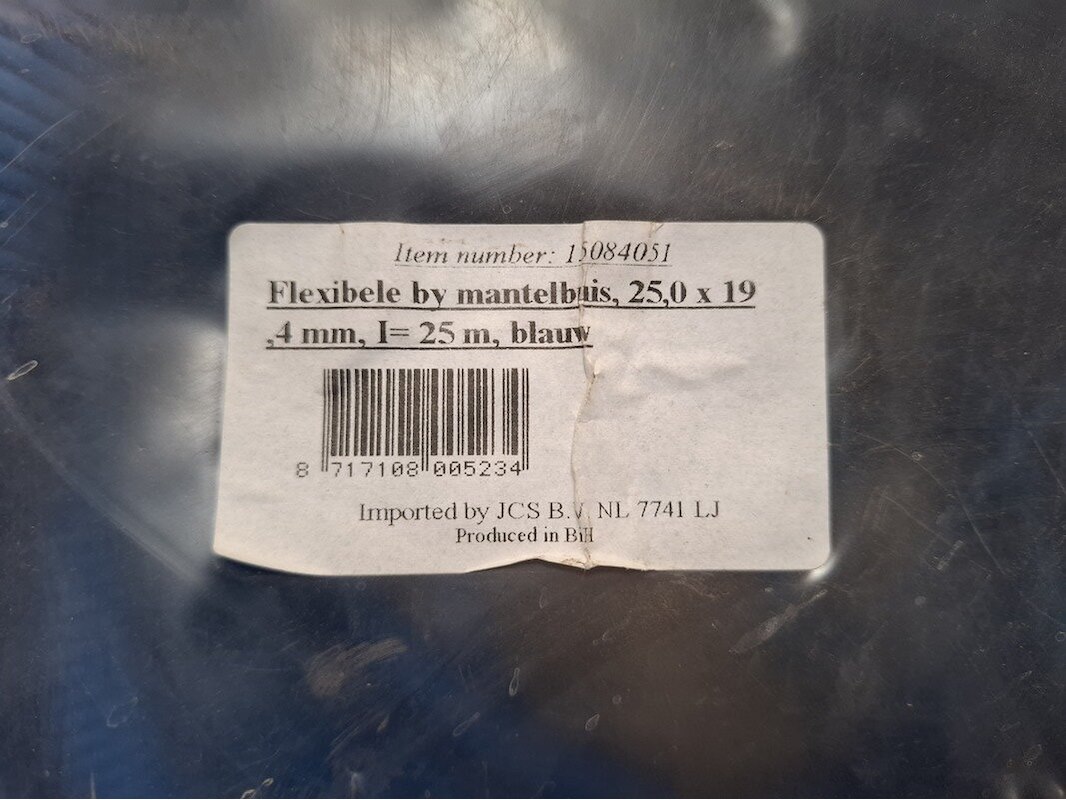 Item number: 15084051
Flexibele by mantelbuis, 25,0 x 19
,4 mm, I= 25 m, blauw
8 717108 005234
Imported by JCS B.V. NL 7741 LJ
Produced in BiH